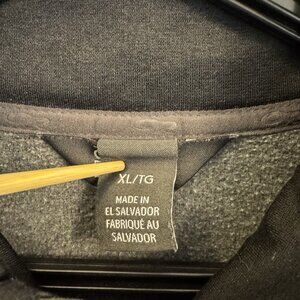 XL/TG
MADE IN
EL SALVADOR
FABRIQUÉ AU
SALVADOR